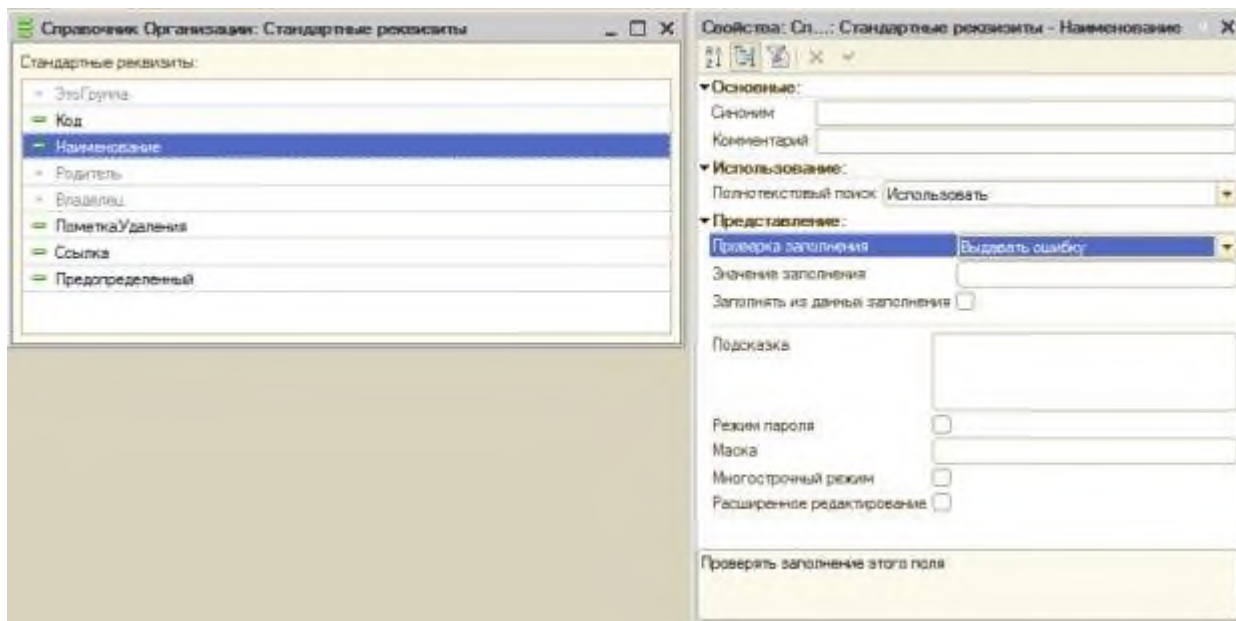 Справочник Организации: Стандартные реквизиты
Стандартные реквизиты:
ЭтоГруппа
Код
Наименование
Родитель
Владелец
ПометкаУдаления
Ссылка
Предопределенный
Свойства: Сп...: Стандартные реквизиты - Наименование
Основные:
Синоним
Комментарий
Использование:
Полнотекстовый поиск Использовать
Представление:
Проверка заполнения Выдавать ошибку
Значение заполнения
Заполнять из данных заполнения
Подсказка
Режим пароля
Маска
Многострочный режим
Расширенное редактирование
Проверять заполнение этого поля